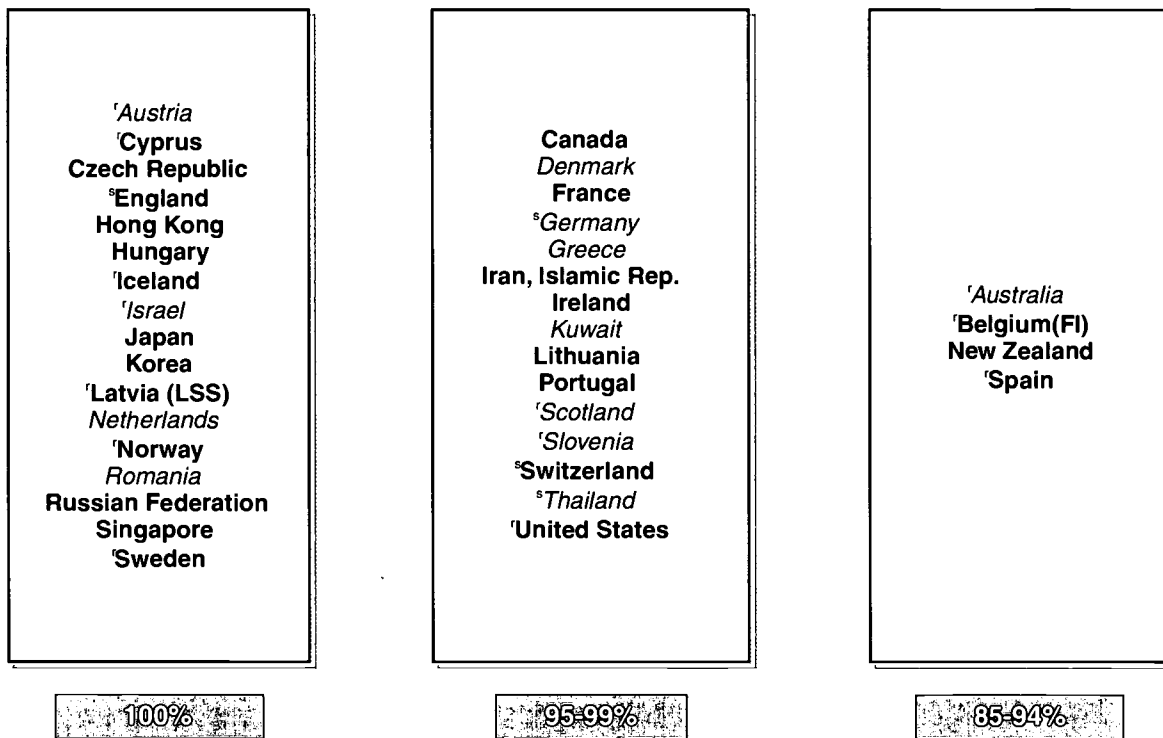 ʳAustria
ʳCyprus
Czech Republic
ˢEngland
Hong Kong
Hungary
ʳIceland
ʳIsrael
Japan
Korea
ʳLatvia (LSS)
Netherlands
ʳNorway
Romania
Russian Federation
Singapore
ʳSweden
100%
Canada
Denmark
France
ˢGermany
Greece
Iran, Islamic Rep.
Ireland
Kuwait
Lithuania
Portugal
ʳScotland
ʳSlovenia
ˢSwitzerland
ˢThailand
ʳUnited States
95-99%
ʳAustralia
ʳBelgium(Fl)
New Zealand
ʳSpain
85-94%